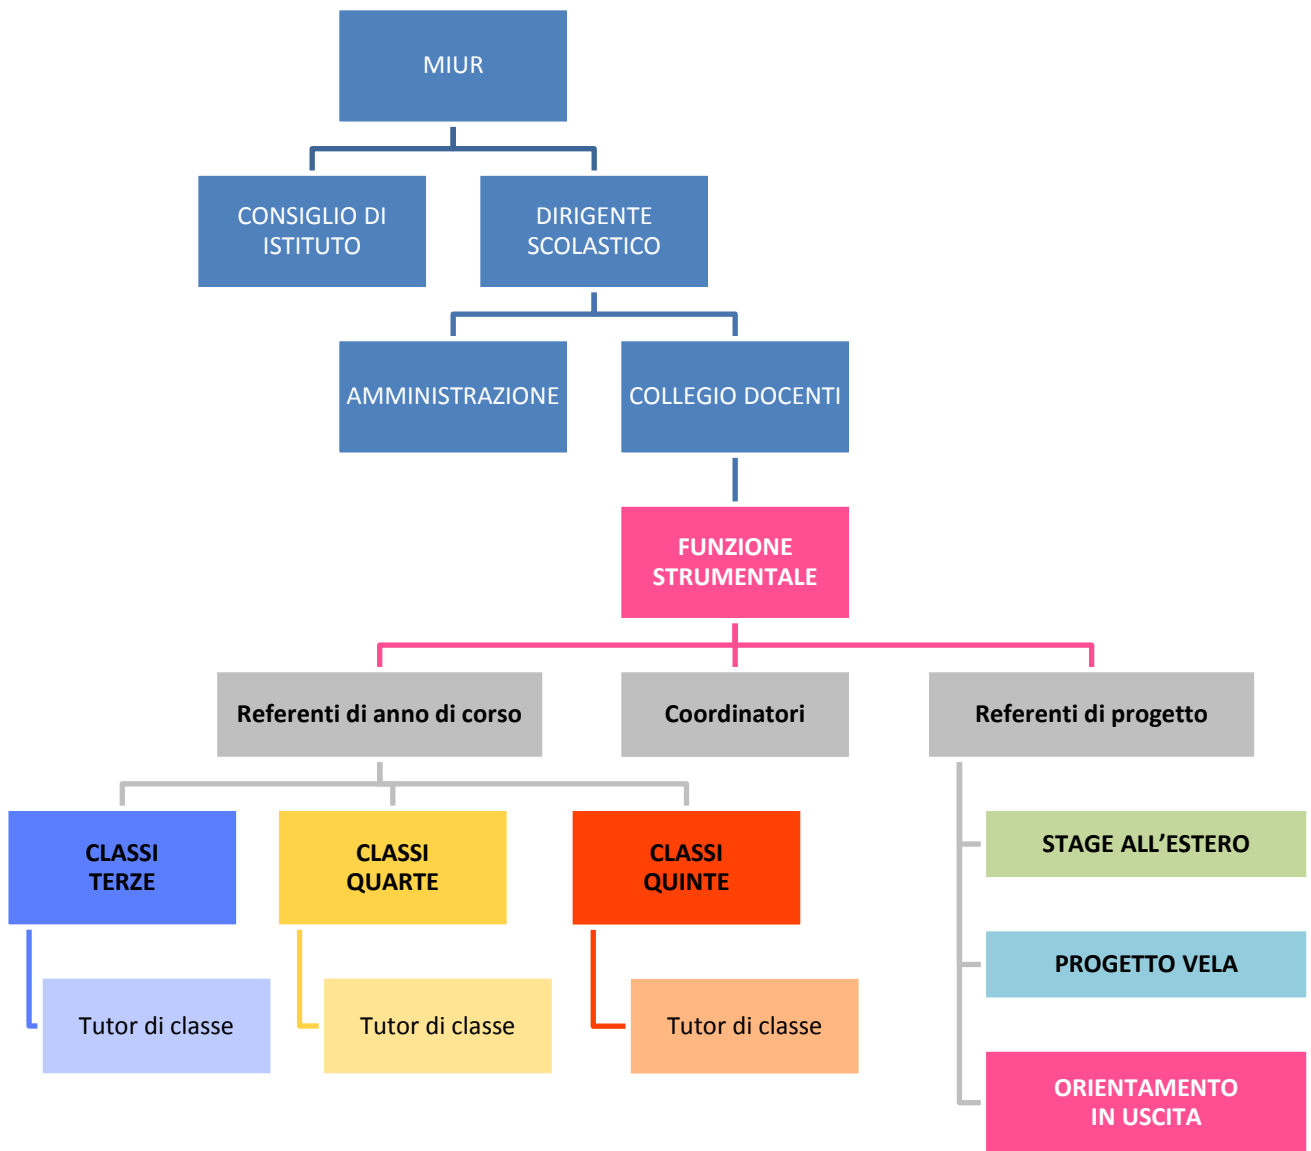 MIUR
CONSIGLIO DI
ISTITUTO
DIRIGENTE
SCOLASTICO
AMMINISTRAZIONE
COLLEGIO DOCENTI
FUNZIONE
STRUMENTALE
Referenti di anno di corso
Coordinatori
Referenti di progetto
CLASSI
TERZE
CLASSI
QUARTE
CLASSI
QUINTE
Tutor di classe
Tutor di classe
Tutor di classe
STAGE ALL’ESTERO
PROGETTO VELA
ORIENTAMENTO
IN USCITA